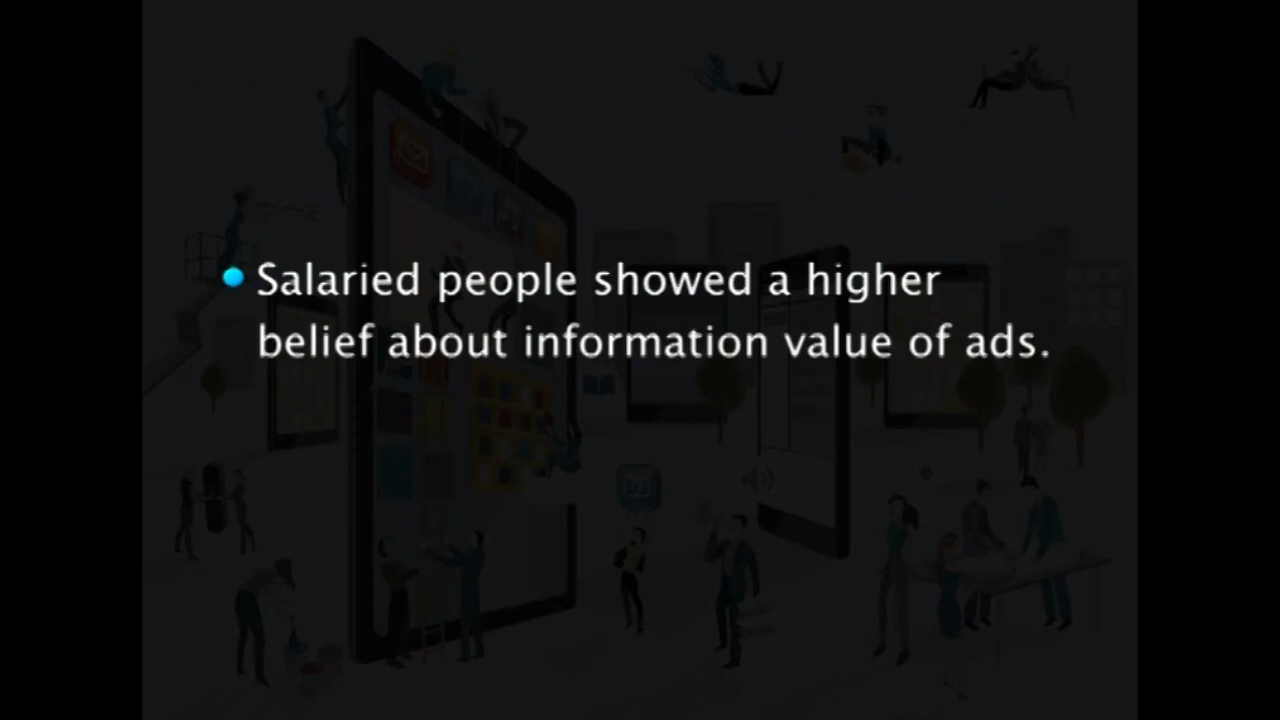 Salaried people showed a higher
belief about information value of ads.